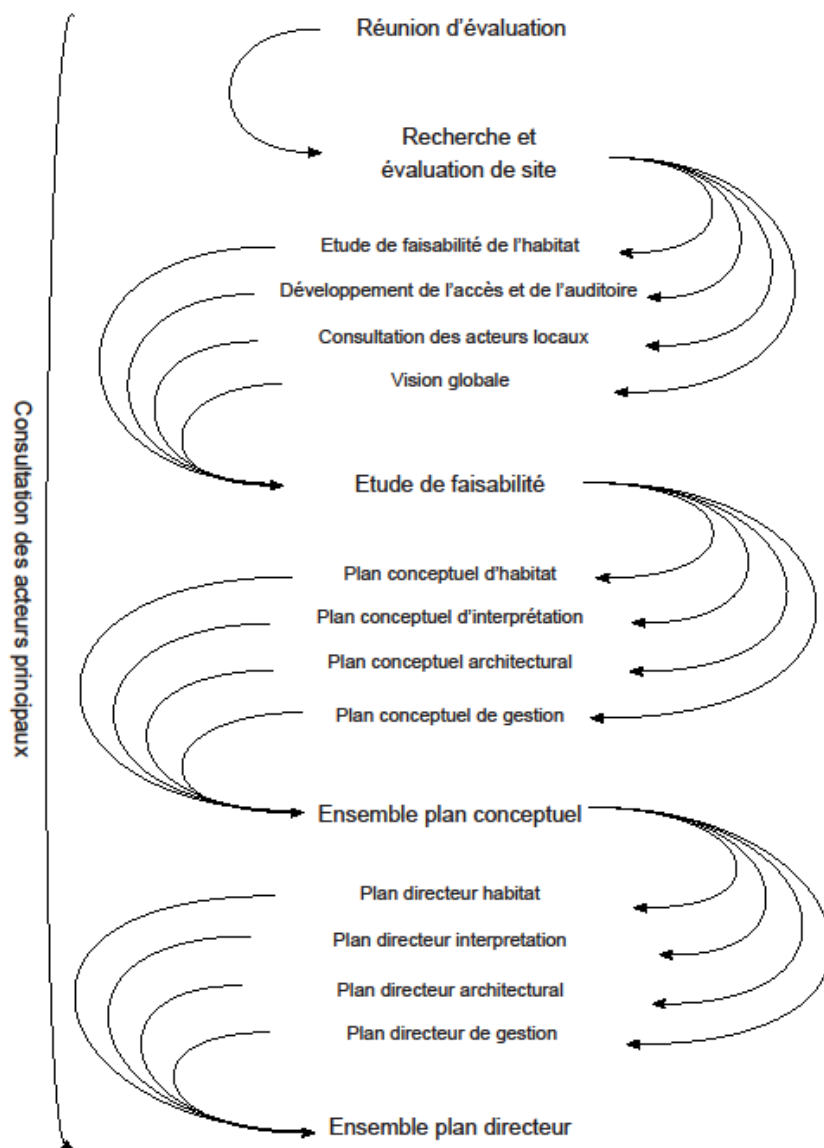 Réunion d'évaluation
Recherche et
évaluation de site
Etude de faisabilité de l'habitat
Développement de l'accès et de l'auditoire
Consultation des acteurs locaux
Vision globale
Etude de faisabilité
Plan conceptuel d'habitat
Plan conceptuel d'interprétation
Plan conceptuel architectural
Plan conceptuel de gestion
Ensemble plan conceptuel
Plan directeur habitat
Plan directeur interpretation
Plan directeur architectural
Plan directeur de gestion
Ensemble plan directeur
Consultation des acteurs principaux